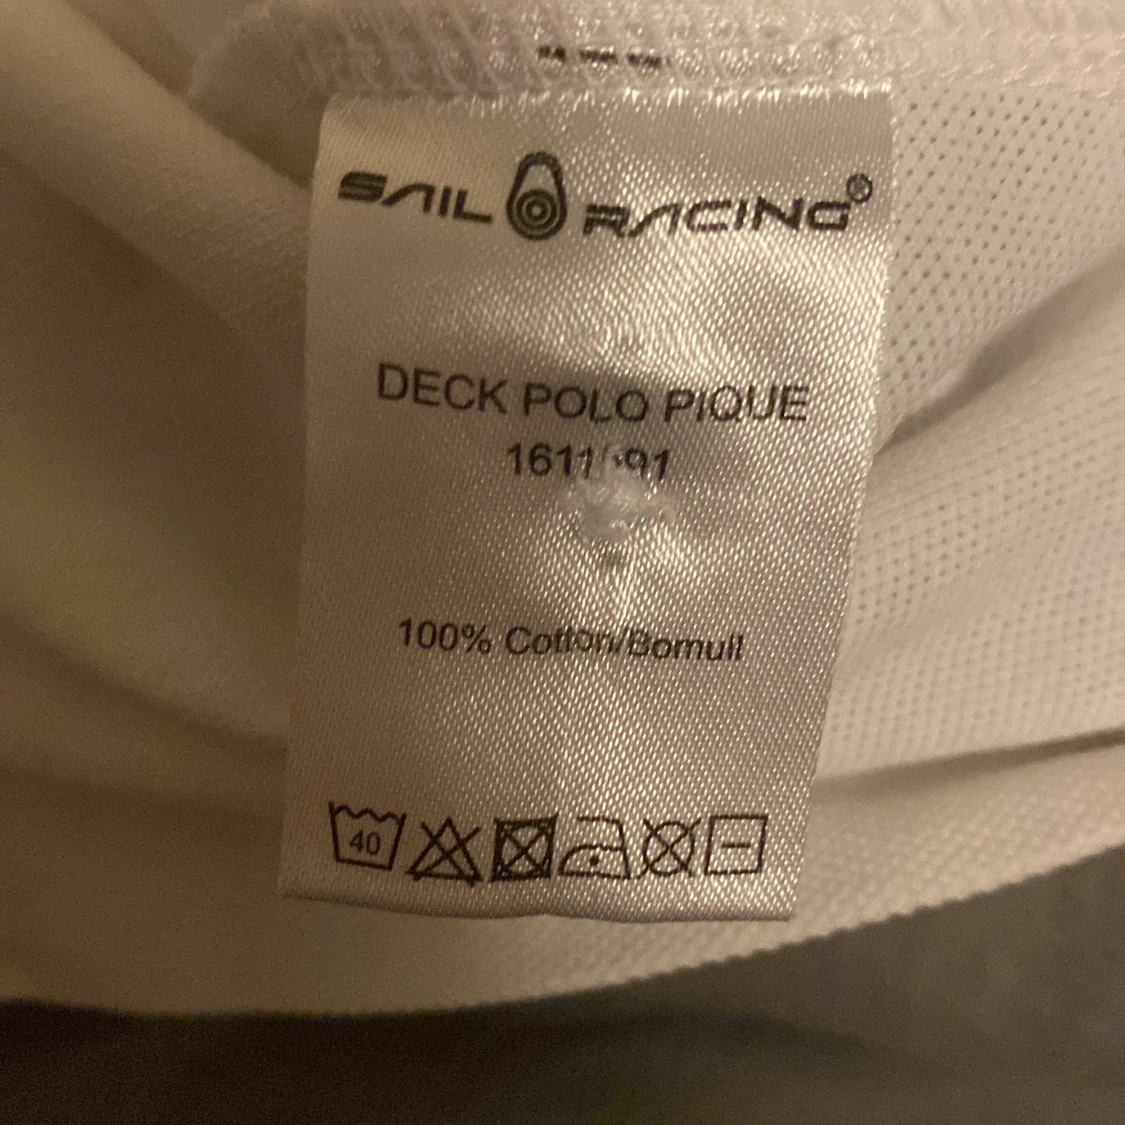 SAIL RACING®
DECK POLO PIQUE
100% Cotton/Bomull
40